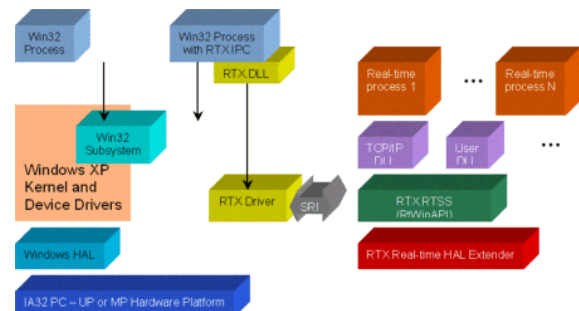 Win32
Process
Win32 Process
with RTX IPC
RTX.DLL
Real-time
process 1
...
Real-time
process N
Win32
Subsystem
TCP/IP
DLL
User
DLL
...
Windows XP
Kernel and
Device Drivers
RTX Driver
SRI
RTX RTSS
(RtWinAPI)
Windows HAL
RTX Real-time HAL Extender
IA32 PC – UP or MP Hardware Platform